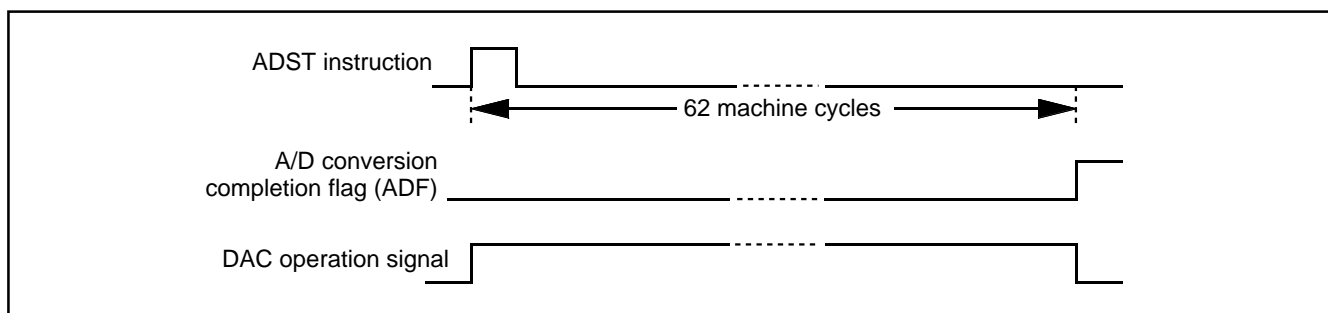 ADST instruction
62 machine cycles
A/D conversion
completion flag (ADF)
DAC operation signal